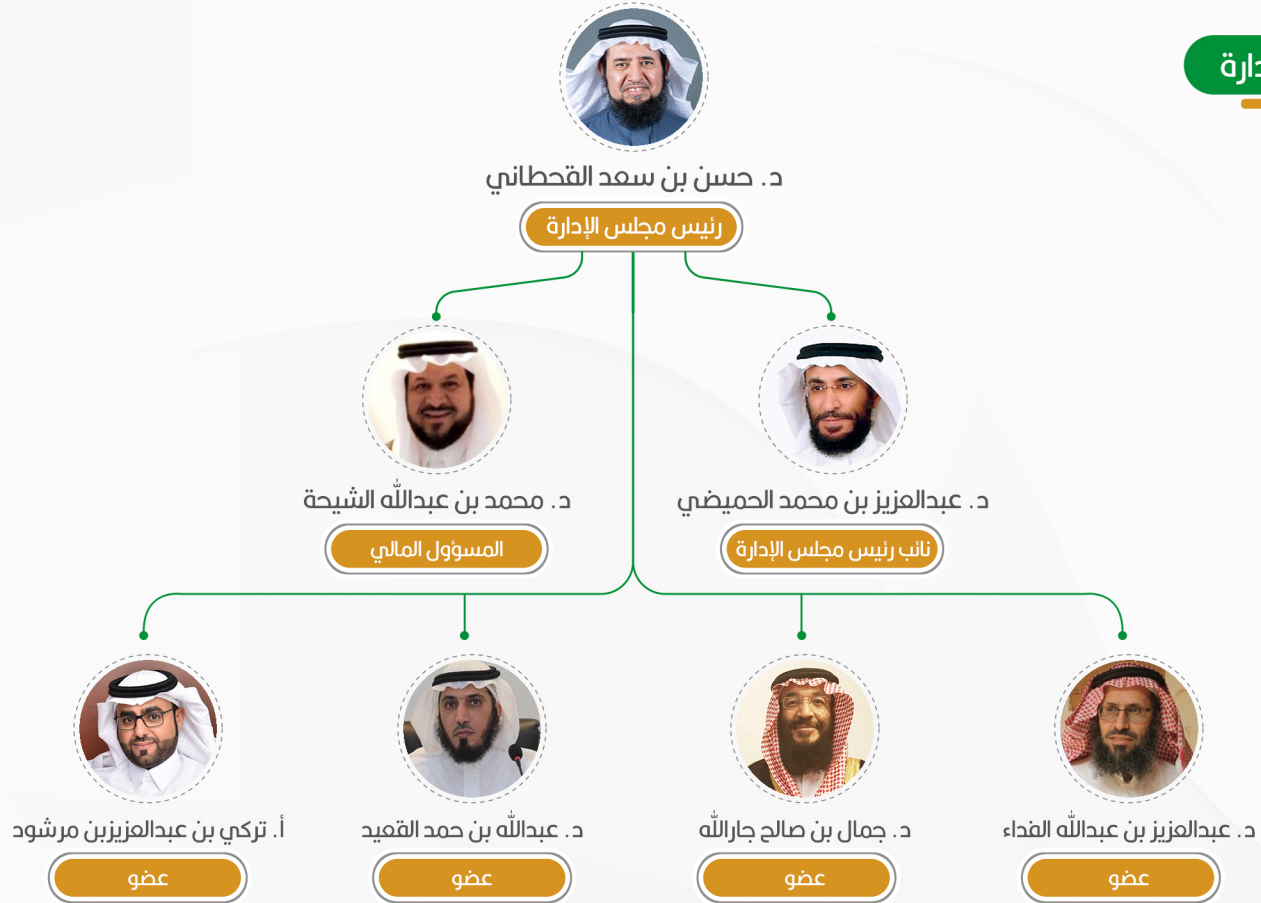 د. حسن بن سعد القحطاني
رئيس مجلس الإدارة
د. عبدالعزيز بن محمد الحميضي
نائب رئيس مجلس الإدارة
د. محمد بن عبدالله الشيحة
المسؤول المالي
د. عبدالعزيز بن عبدالله الفداء
عضو
د. جمال بن صالح جارالله
عضو
د. عبدالله بن حمد القعيد
عضو
أ. تركي بن عبدالعزيزبن مرشود
عضو